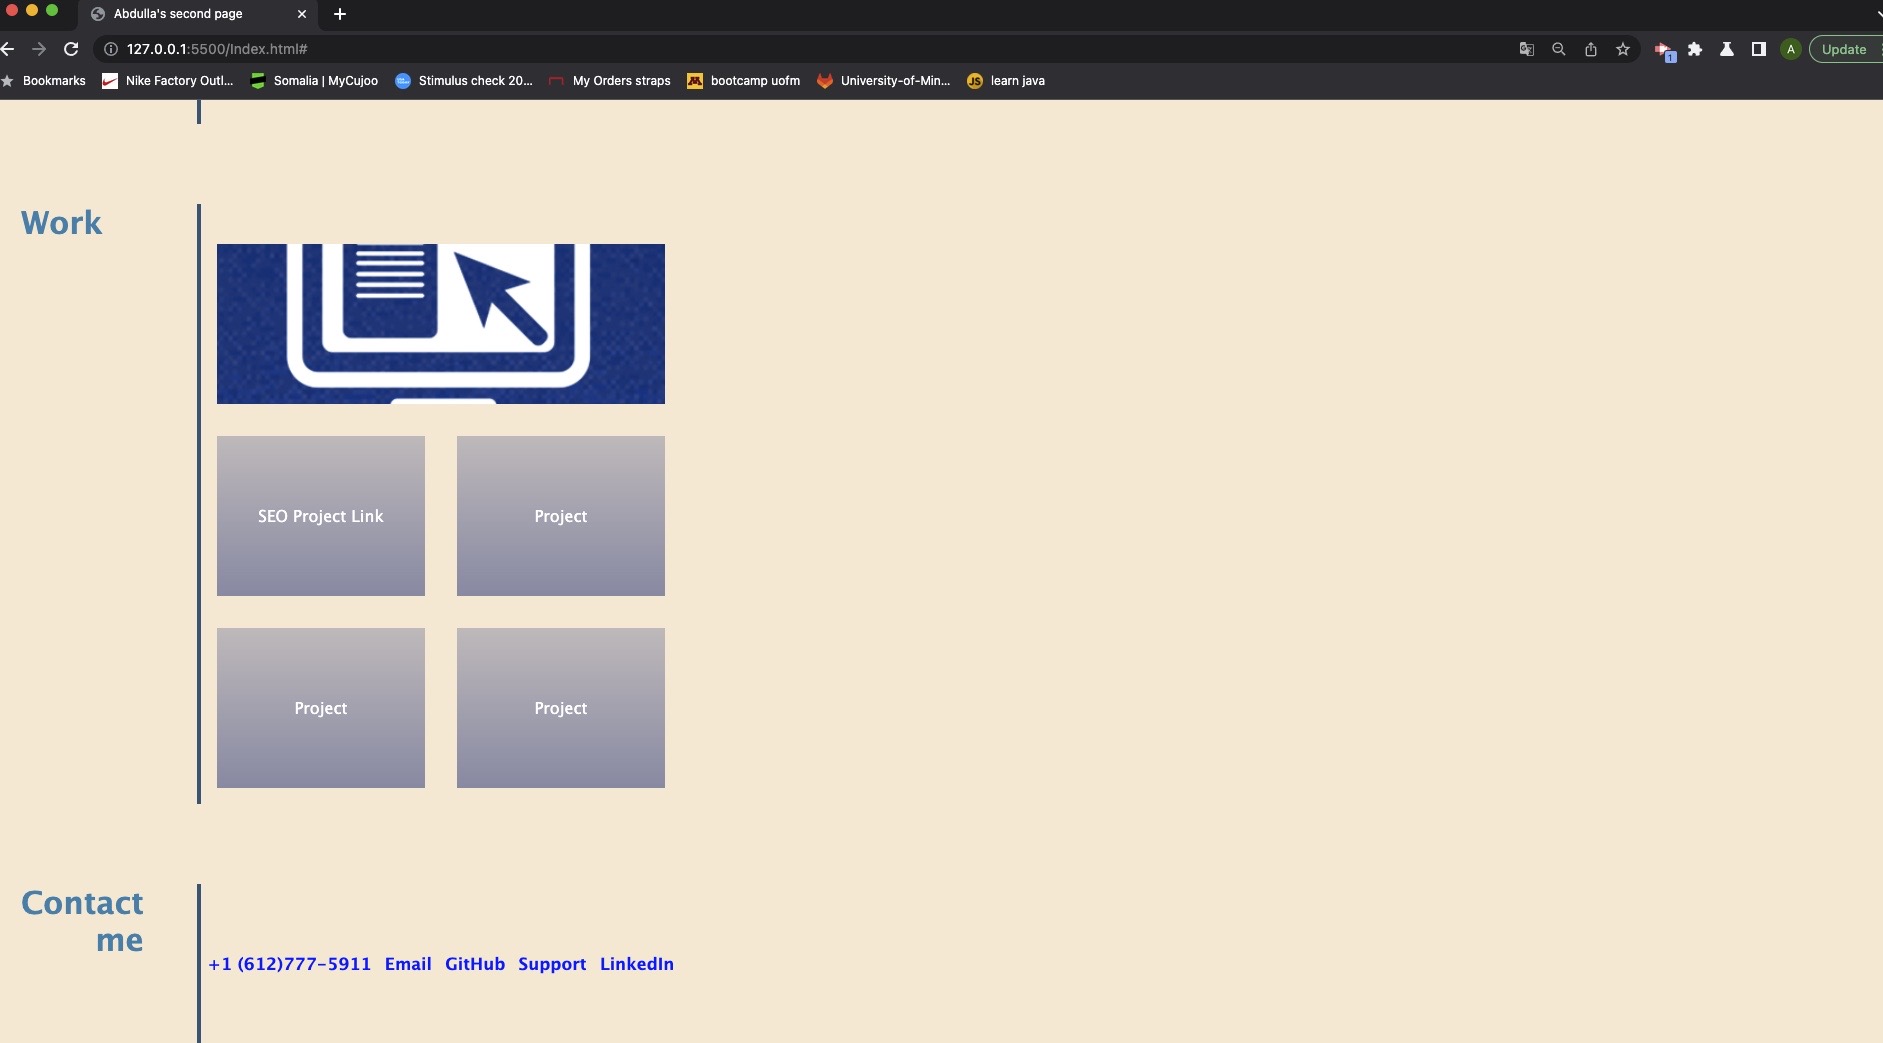 Abdulla's second page
127.0.0.1:5500/Index.html#
1
A
Update
Bookmarks Nike Factory Outl... Somalia | MyCujoo Stimulus check 20... My Orders straps bootcamp uofm University-of-Min... JS learn java
Work
SEO Project Link Project
Project Project
Contact
me
+1 (612)777-5911 Email GitHub Support LinkedIn